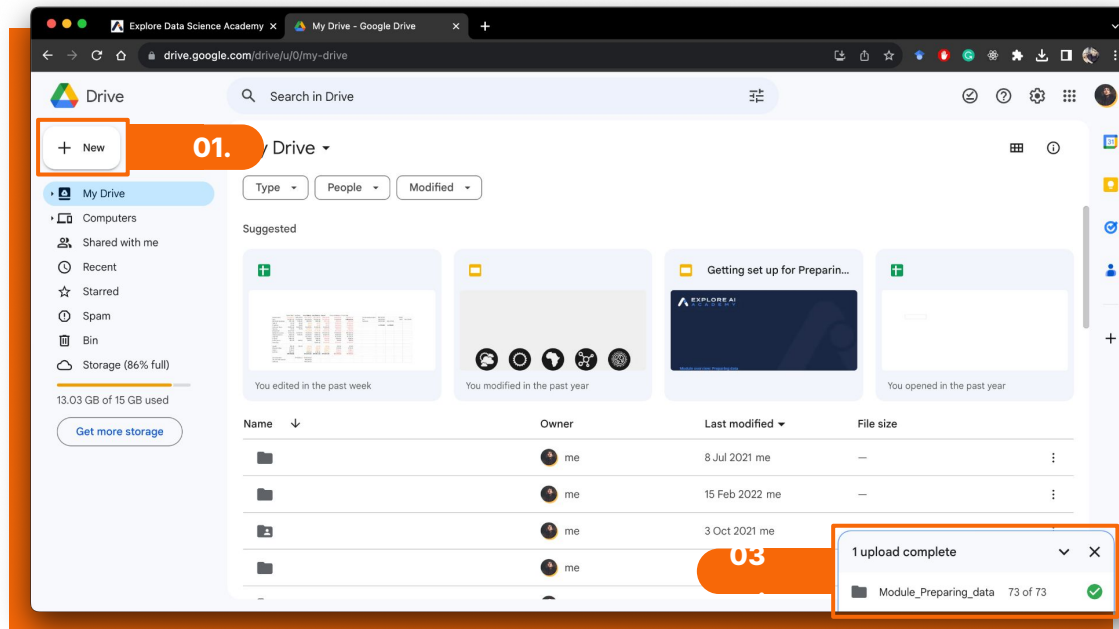 Explore Data Science Academy
My Drive - Google Drive
drive.google.com/drive/u/0/my-drive
Drive
Search in Drive
New
01.
y Drive
Type
People
Modified
My Drive
Computers
Shared with me
Recent
Starred
Spam
Bin
Storage (86% full)
13.03 GB of 15 GB used
Get more storage
Suggested
Getting set up for Preparin...
EXPLORE AI
ACADEMY
You edited in the past week
You modified in the past year
You opened in the past year
Name
Owner
Last modified
File size
me
8 Jul 2021 me
—
me
15 Feb 2022 me
—
me
3 Oct 2021 me
me
03
.
1 upload complete
Module_Preparing_data 73 of 73
31